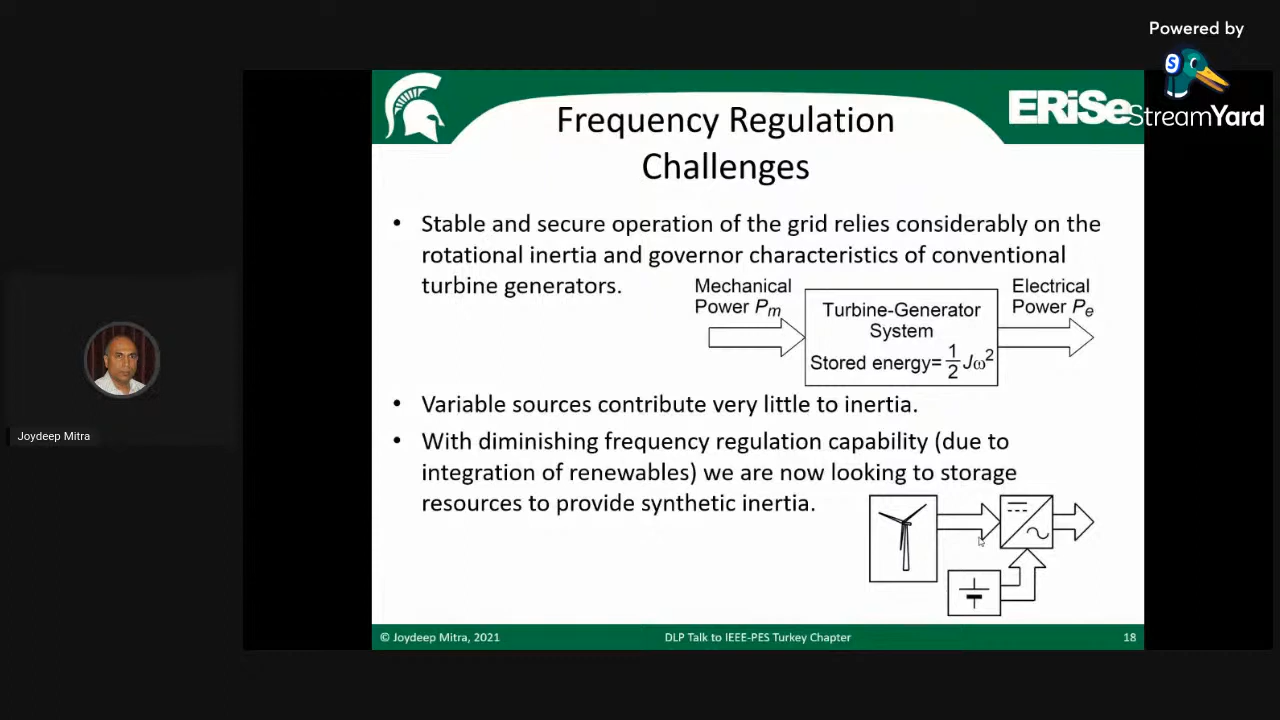 Powered by
StreamYard
ERiSe
Frequency Regulation
Challenges
• Stable and secure operation of the grid relies considerably on the
rotational inertia and governor characteristics of conventional
turbine generators.
Mechanical
Power Pm
Turbine-Generator
System
Stored energy= 1/2 Jω²
Electrical
Power Pe
• Variable sources contribute very little to inertia.
• With diminishing frequency regulation capability (due to
integration of renewables) we are now looking to storage
resources to provide synthetic inertia.
Joydeep Mitra
© Joydeep Mitra, 2021
DLP Talk to IEEE-PES Turkey Chapter
18